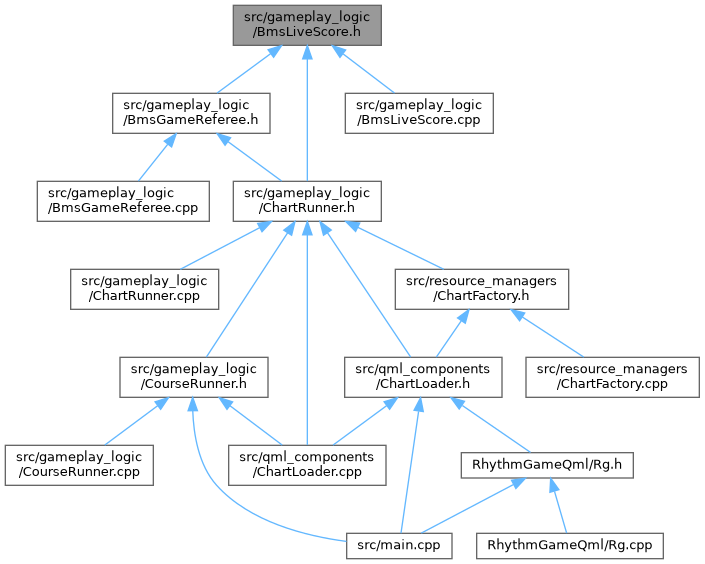 src/gameplay_logic
/BmsLiveScore.h
src/gameplay_logic
/BmsGameReferee.h
src/gameplay_logic
/BmsLiveScore.cpp
src/gameplay_logic
/BmsGameReferee.cpp
src/gameplay_logic
/ChartRunner.h
src/gameplay_logic
/ChartRunner.cpp
src/resource_managers
/ChartFactory.h
src/gameplay_logic
/CourseRunner.h
src/qml_components
/ChartLoader.h
src/resource_managers
/ChartFactory.cpp
src/gameplay_logic
/CourseRunner.cpp
src/qml_components
/ChartLoader.cpp
RhythmGameQml/Rg.h
src/main.cpp
RhythmGameQml/Rg.cpp